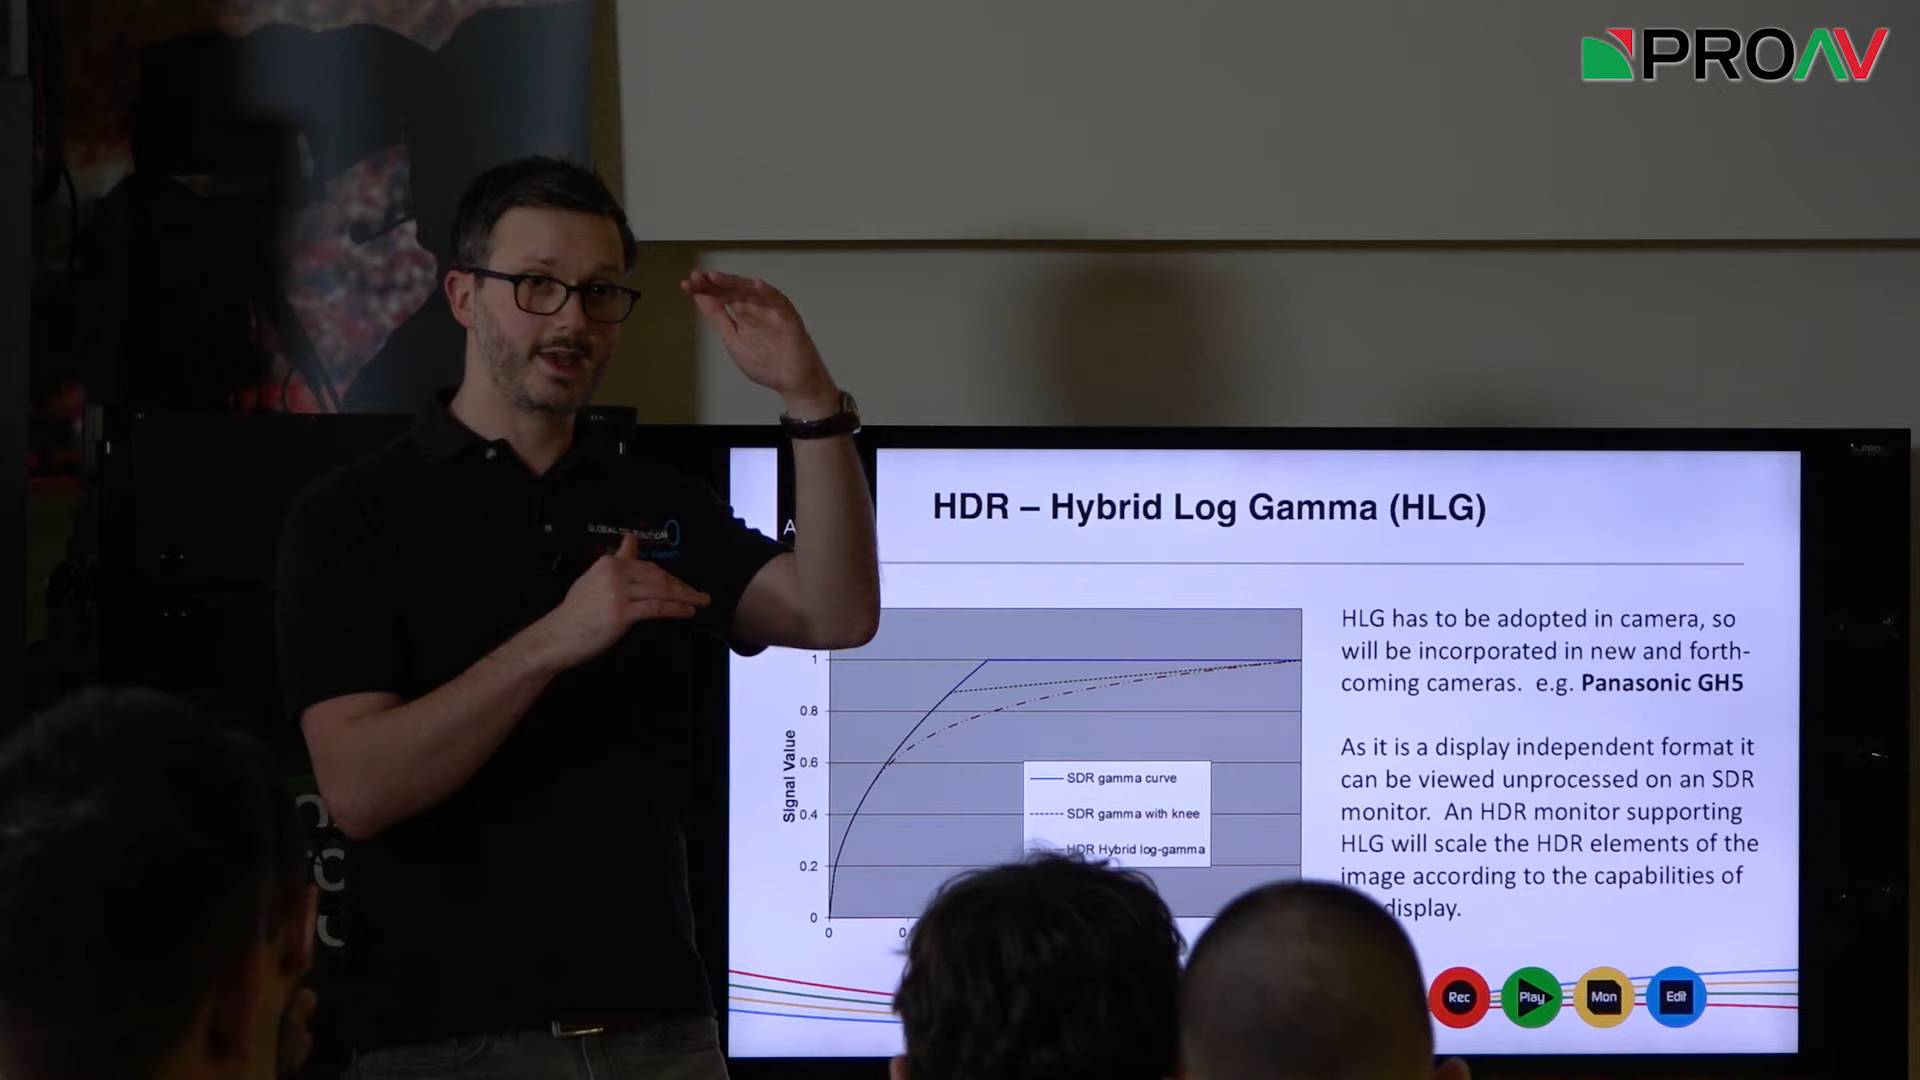 PROAV
HDR – Hybrid Log Gamma (HLG)
GLOBAL DISTRIBUTION
HLG has to be adopted in camera, so
will be incorporated in new and forth-
coming cameras. e.g. Panasonic GH5
As it is a display independent format it
can be viewed unprocessed on an SDR
monitor. An HDR monitor supporting
HLG will scale the HDR elements of the
image according to the capabilities of
display.
Signal Value
1
0.8
0.6
0.4
0.2
0
0
SDR gamma curve
SDR gamma with knee
HDR Hybrid log-gamma
Rec
Play
Mon
Edit